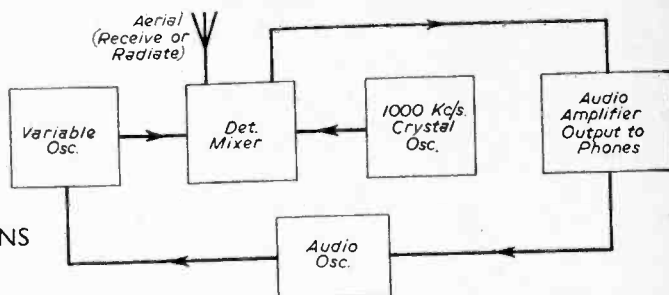 Aerial
(Receive or
Radiate)
Variable
Osc.
Det.
Mixer
1000 Kc/s.
Crystal
Osc.
Audio
Amplifier
Output to
Phones
NS
Audio
Osc.